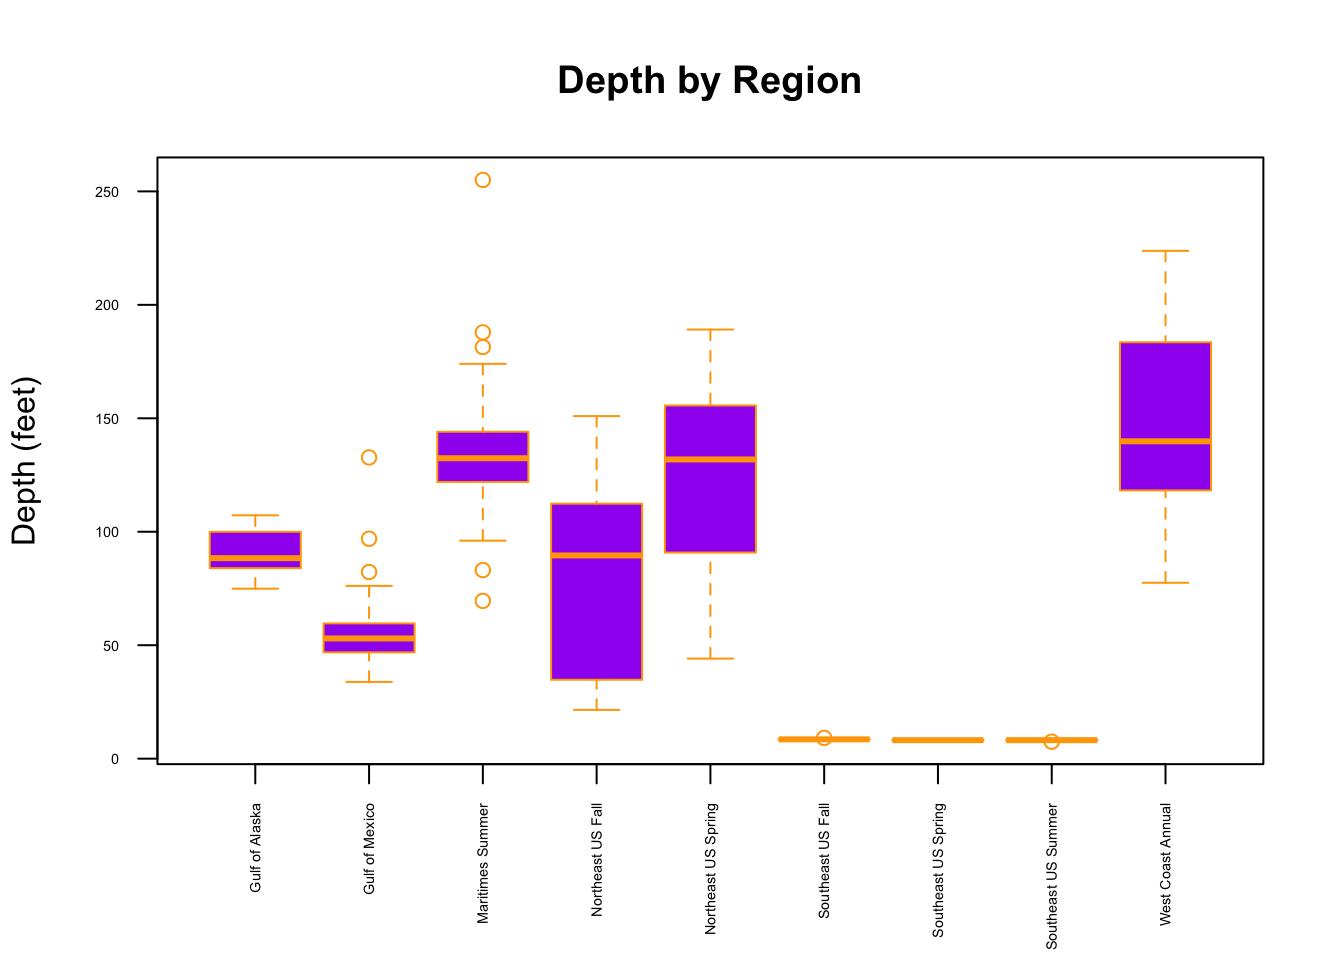 Depth by Region
Depth (feet)
250
200
150
100
50
0
Gulf of Alaska
Gulf of Mexico
Maritimes Summer
Northeast US Fall
Northeast US Spring
Southeast US Fall
Southeast US Spring
Southeast US Summer
West Coast Annual